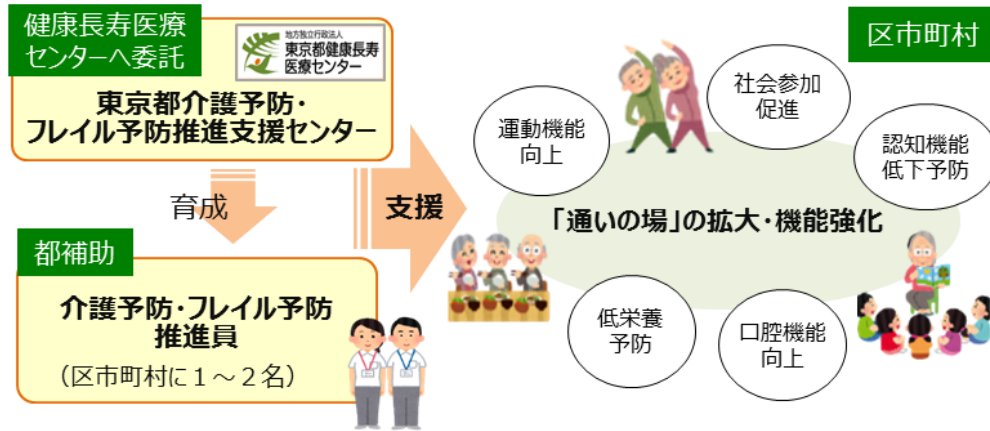 健康長寿医療
センターへ委託
地方独立行政法人
東京都健康長寿
医療センター
東京都介護予防・
フレイル予防推進支援センター
育成
支援
都補助
介護予防・フレイル予防
推進員
（区市町村に１～２名）
区市町村
運動機能
向上
社会参加
促進
認知機能
低下予防
「通いの場」の拡大・機能強化
低栄養
予防
口腔機能
向上